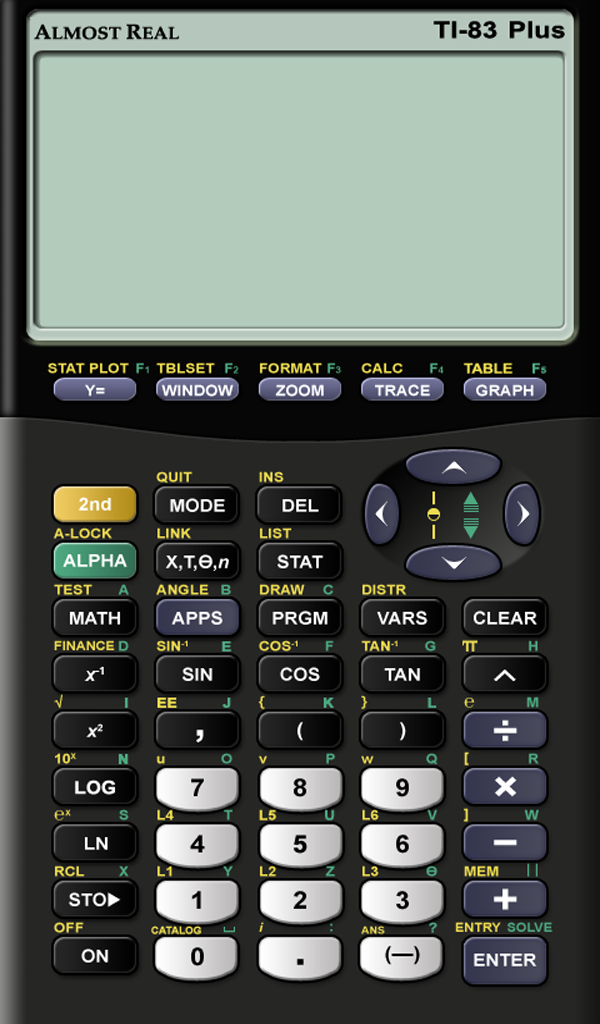 ALMOST REAL TI-83 Plus
STAT PLOT F1 TBLSET F2 FORMAT F3 CALC F4 TABLE F5
Y= WINDOW ZOOM TRACE GRAPH
QUIT INS
2nd MODE DEL
A-LOCK LINK LIST
ALPHA X,T,Θ,n STAT
TEST A ANGLE B DRAW C DISTR
MATH APPS PRGM VARS CLEAR
FINANCE D SIN⁻¹ E COS⁻¹ F TAN⁻¹ G π H
x⁻¹ SIN COS TAN ^
√ I EE J { K } L e M
x² , ( ) ÷
10ˣ N u O v P w Q [ R
LOG 7 8 9 ×
eˣ S L4 T L5 U L6 V ] W
LN 4 5 6 −
RCL X L1 Y L2 Z L3 Θ MEM ||
STO▶ 1 2 3 +
OFF CATALOG ⎵ i : ANS ? ENTRY SOLVE
ON 0 . (—) ENTER